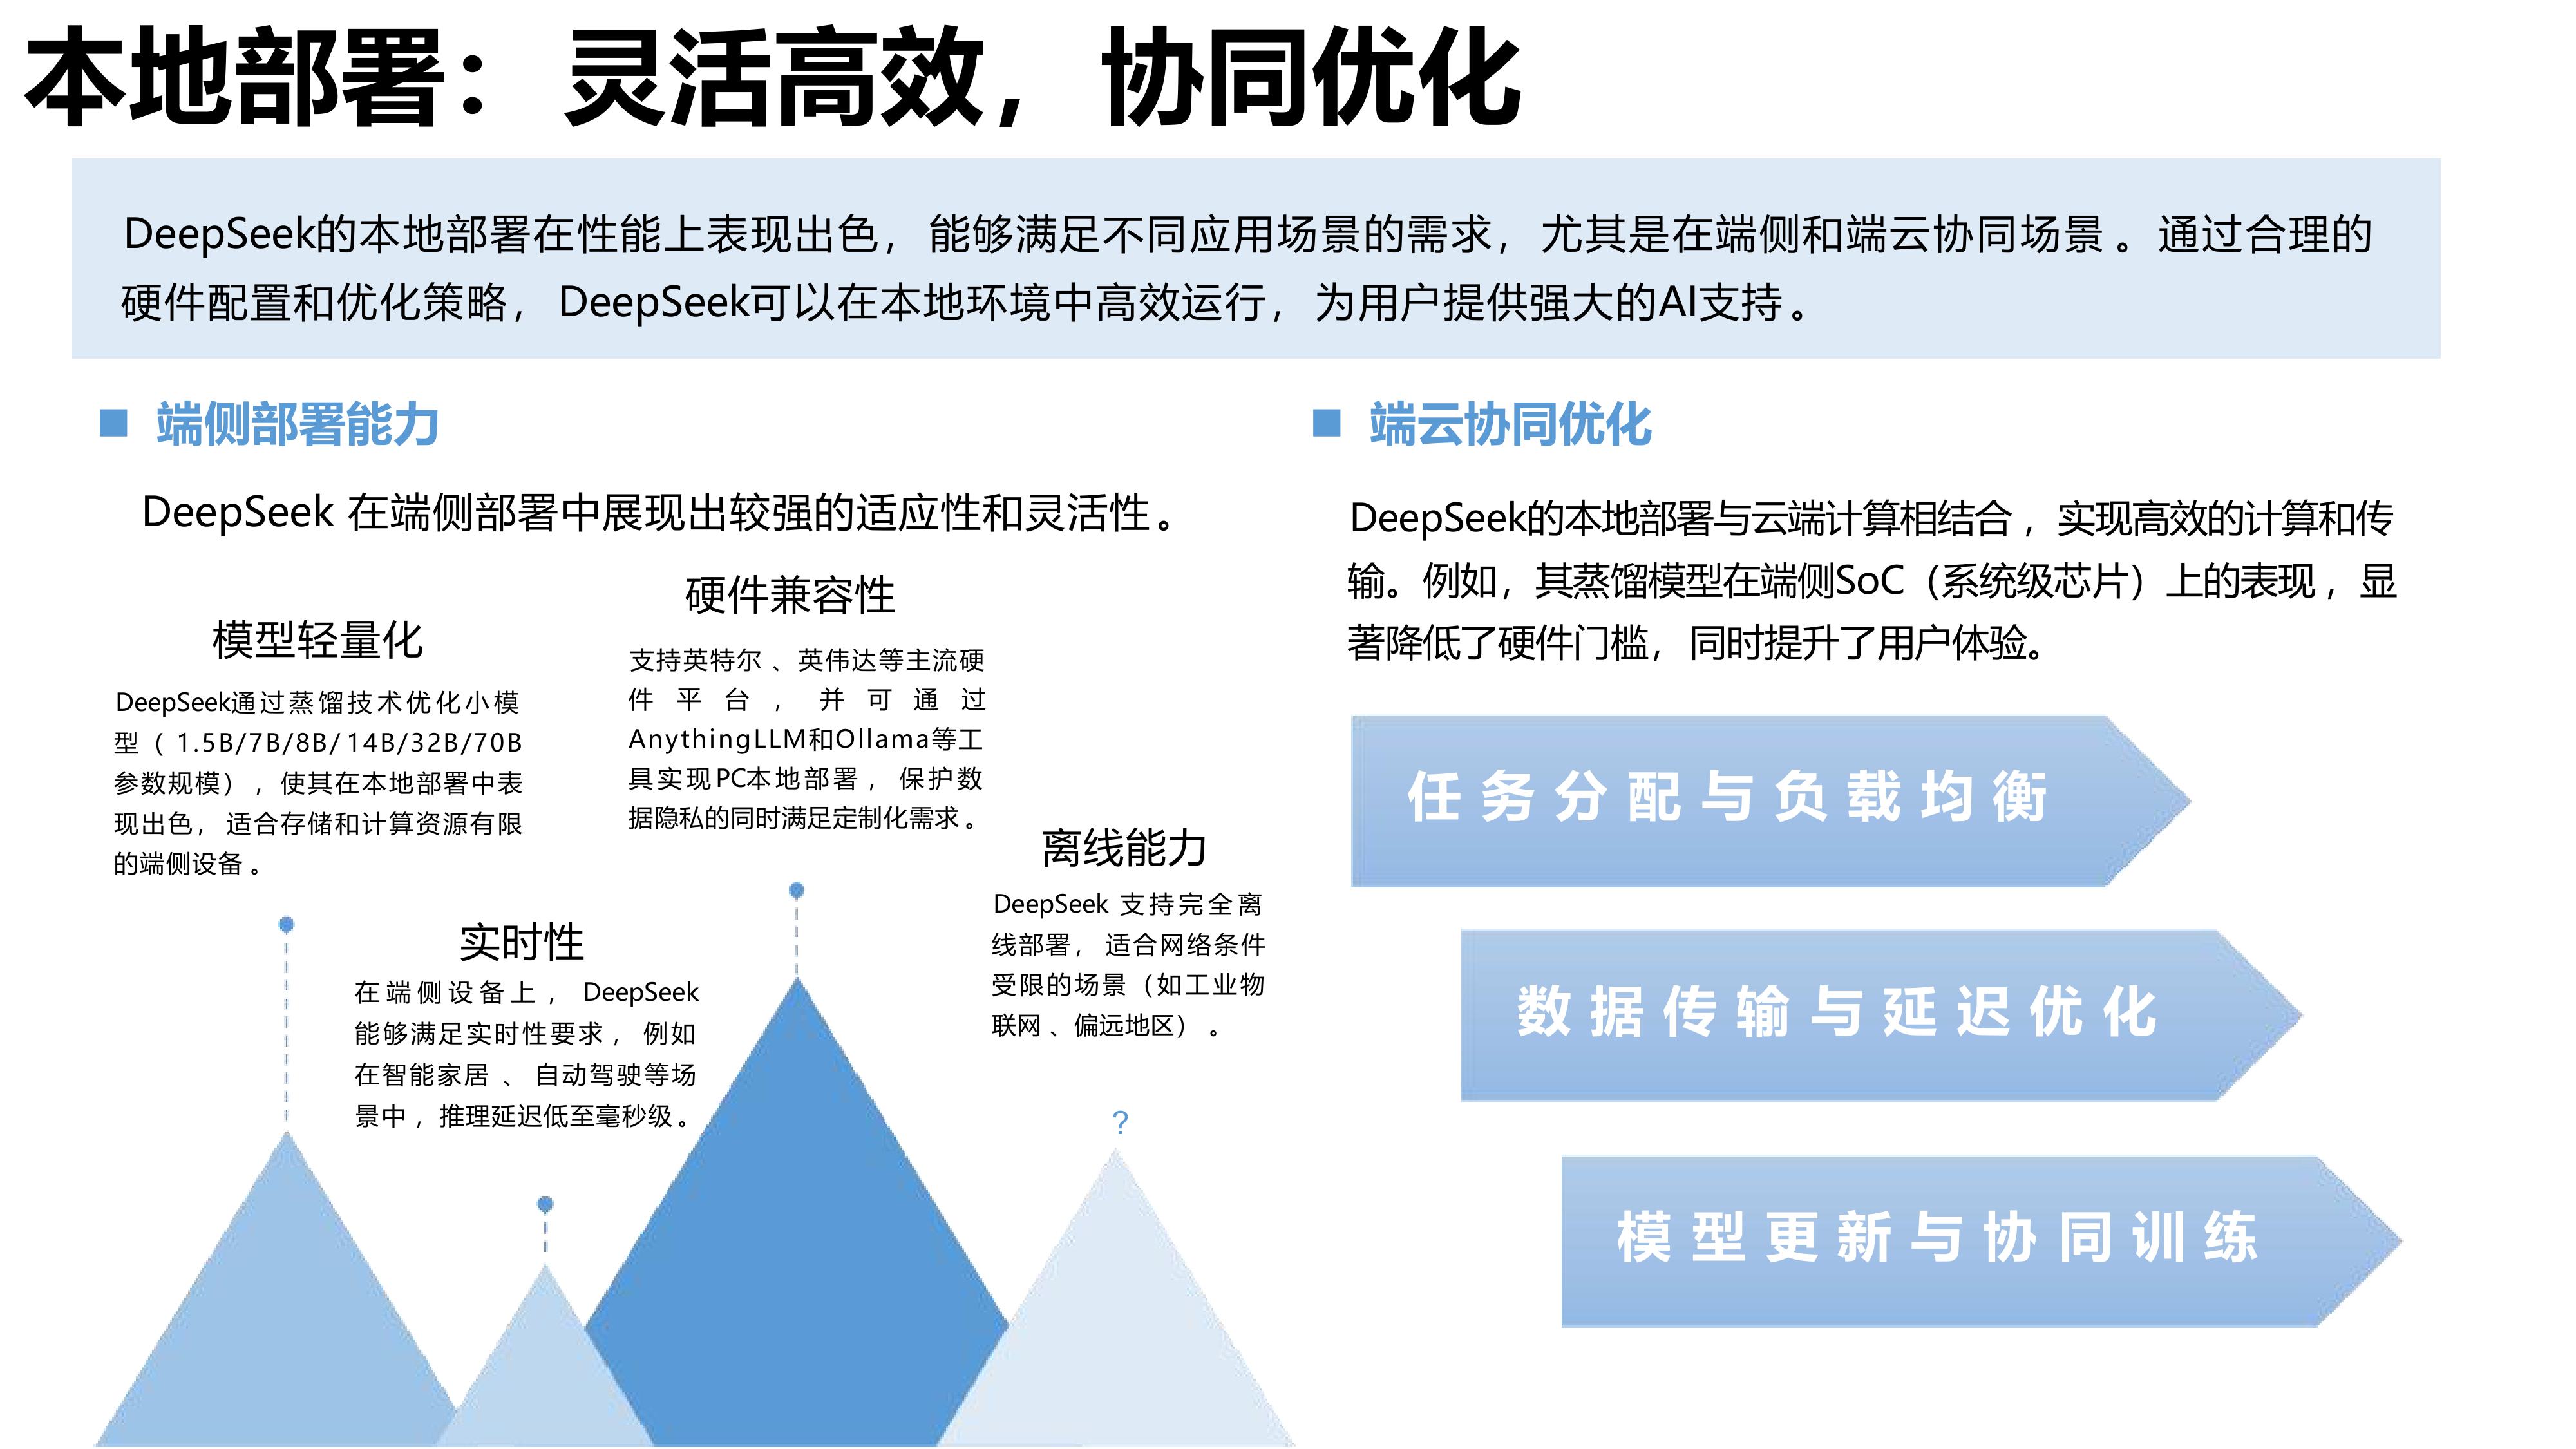 本地部署：灵活高效，协同优化
DeepSeek的本地部署在性能上表现出色，能够满足不同应用场景的需求，尤其是在端侧和端云协同场景。通过合理的
硬件配置和优化策略，DeepSeek可以在本地环境中高效运行，为用户提供强大的AI支持。
■ 端侧部署能力
DeepSeek 在端侧部署中展现出较强的适应性和灵活性。
模型轻量化
DeepSeek通过蒸馏技术优化小模
型（1.5B/7B/8B/14B/32B/70B
参数规模），使其在本地部署中表
现出色，适合存储和计算资源有限
的端侧设备。
硬件兼容性
支持英特尔、英伟达等主流硬
件平台，并可通过
AnythingLLM和Ollama等工
具实现PC本地部署，保护数
据隐私的同时满足定制化需求。
实时性
在端侧设备上，DeepSeek
能够满足实时性要求，例如
在智能家居、自动驾驶等场
景中，推理延迟低至毫秒级。
离线能力
DeepSeek 支持完全离
线部署，适合网络条件
受限的场景（如工业物
联网、偏远地区）。
?
■ 端云协同优化
DeepSeek的本地部署与云端计算相结合，实现高效的计算和传
输。例如，其蒸馏模型在端侧SoC（系统级芯片）上的表现，显
著降低了硬件门槛，同时提升了用户体验。
任务分配与负载均衡
数据传输与延迟优化
模型更新与协同训练